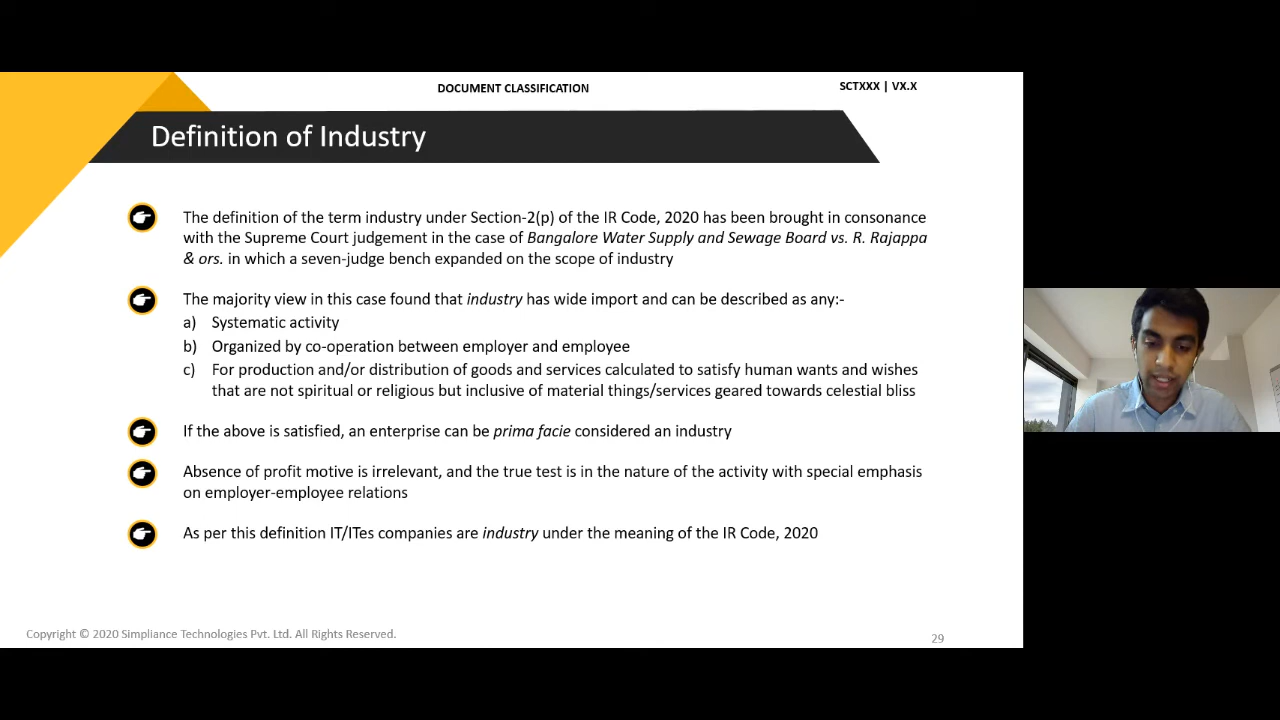 DOCUMENT CLASSIFICATION
SCTXXX | VX.X
Definition of Industry
The definition of the term industry under Section-2(p) of the IR Code, 2020 has been brought in consonance
with the Supreme Court judgement in the case of Bangalore Water Supply and Sewage Board vs. R. Rajappa
& ors. in which a seven-judge bench expanded on the scope of industry
The majority view in this case found that industry has wide import and can be described as any:-
a) Systematic activity
b) Organized by co-operation between employer and employee
c) For production and/or distribution of goods and services calculated to satisfy human wants and wishes
that are not spiritual or religious but inclusive of material things/services geared towards celestial bliss
If the above is satisfied, an enterprise can be prima facie considered an industry
Absence of profit motive is irrelevant, and the true test is in the nature of the activity with special emphasis
on employer-employee relations
As per this definition IT/ITes companies are industry under the meaning of the IR Code, 2020
Copyright © 2020 Simpliance Technologies Pvt. Ltd. All Rights Reserved.
29